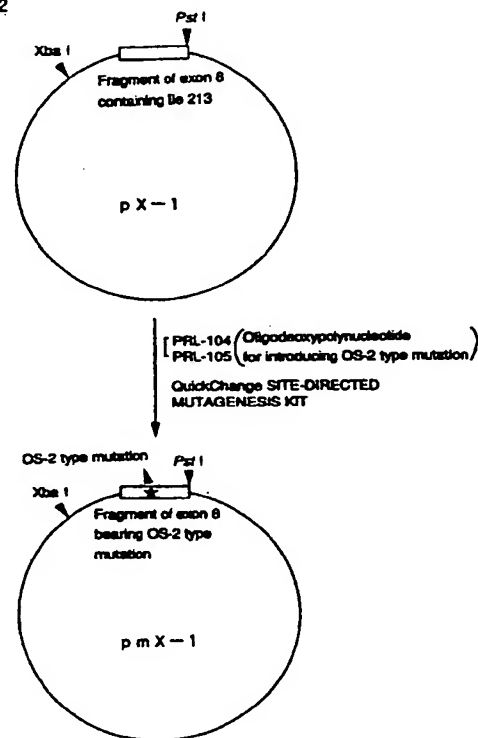 2
Pst I
Xba I
Fragment of exon 8
containing Ile 213
p X－1
PRL-104 (Oligodeoxypolynucleotide
PRL-105 for introducing OS-2 type mutation)
QuickChange SITE-DIRECTED
MUTAGENESIS KIT
OS-2 type mutation
Pst I
Xba I
Fragment of exon 8
bearing OS-2 type
mutation
p m X－1